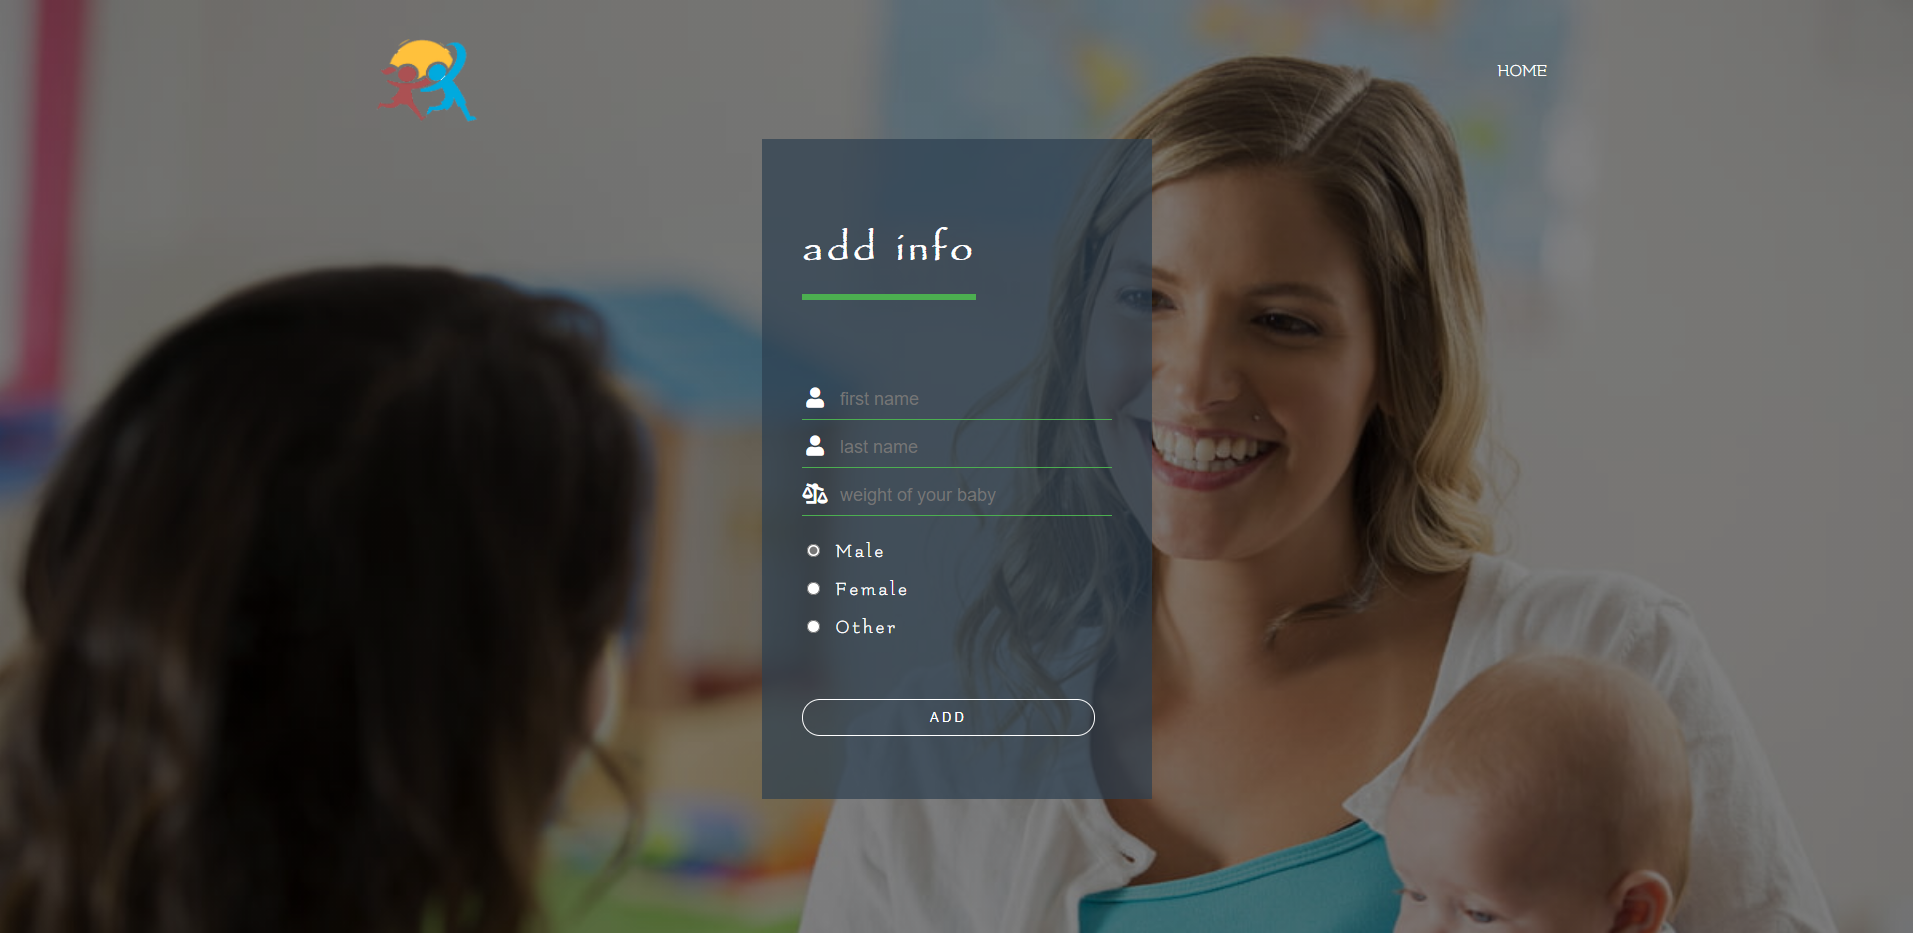 HOME
add info
first name
last name
weight of your baby
Male
Female
Other
ADD